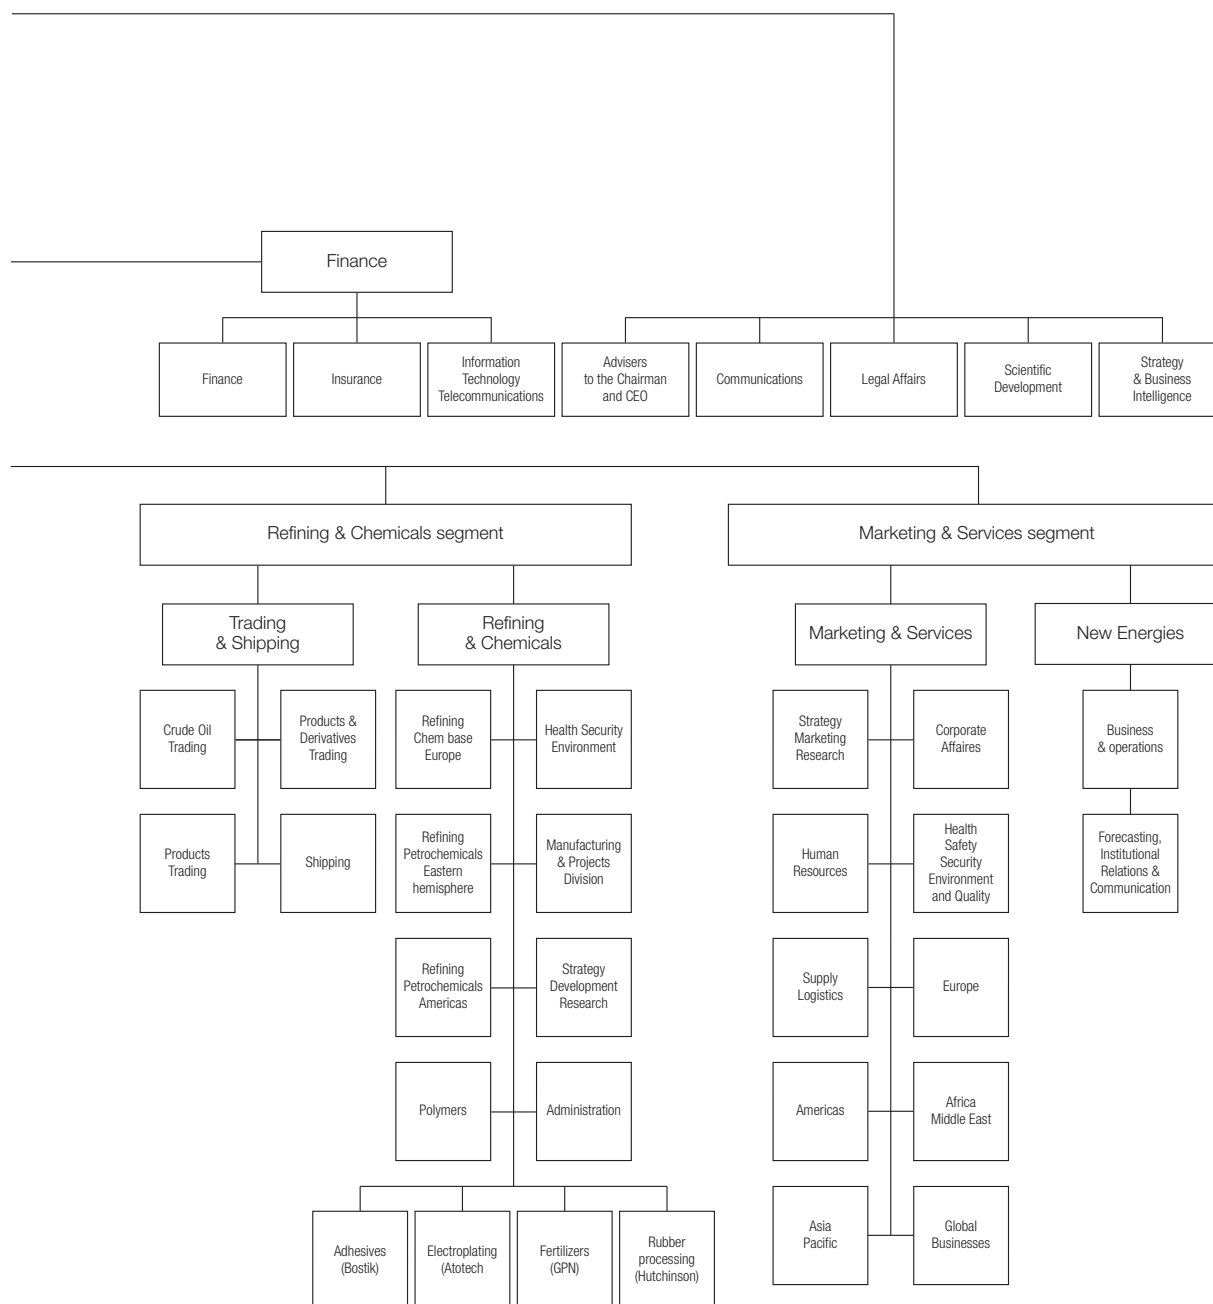 Finance
Finance
Insurance
Information
Technology
Telecommunications
Advisers
to the Chairman
and CEO
Communications
Legal Affairs
Scientific
Development
Strategy
& Business
Intelligence
Refining & Chemicals segment
Marketing & Services segment
Trading
& Shipping
Refining
& Chemicals
Marketing & Services
New Energies
Crude Oil
Trading
Products &
Derivatives
Trading
Refining
Chem base
Europe
Health Security
Environment
Strategy
Marketing
Research
Corporate
Affaires
Business
& operations
Products
Trading
Shipping
Refining
Petrochemicals
Eastern
hemisphere
Manufacturing
& Projects
Division
Human
Resources
Health
Safety
Security
Environment
and Quality
Forecasting,
Institutional
Relations &
Communication
Refining
Petrochemicals
Americas
Strategy
Development
Research
Supply
Logistics
Europe
Polymers
Administration
Americas
Africa
Middle East
Adhesives
(Bostik)
Electroplating
(Atotech
Fertilizers
(GPN)
Rubber
processing
(Hutchinson)
Asia
Pacific
Global
Businesses